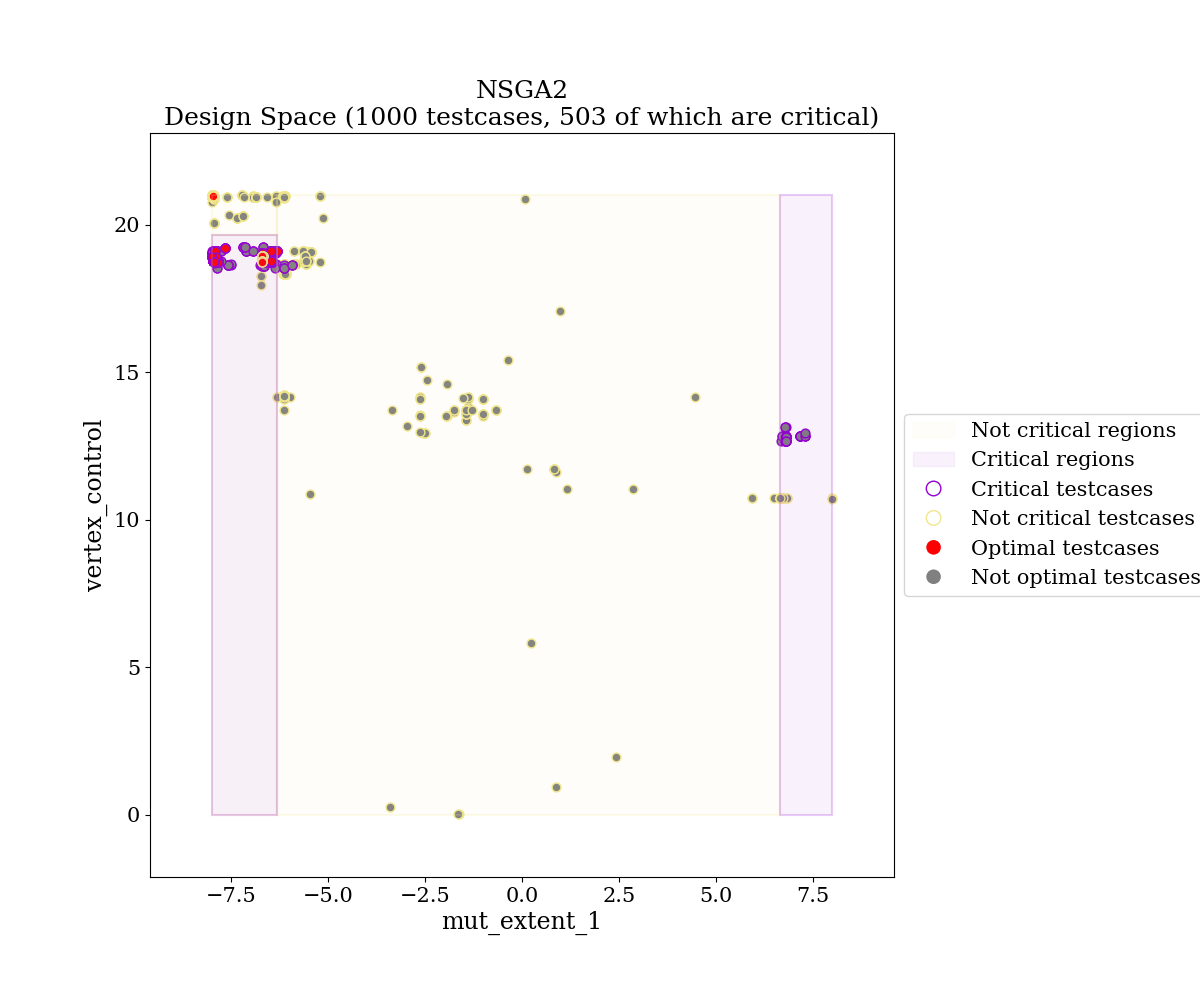 NSGA2
Design Space (1000 testcases, 503 of which are critical)
20
15
10
5
0
vertex_control
−7.5
−5.0
−2.5
0.0
2.5
5.0
7.5
mut_extent_1
Not critical regions
Critical regions
Critical testcases
Not critical testcases
Optimal testcases
Not optimal testcases